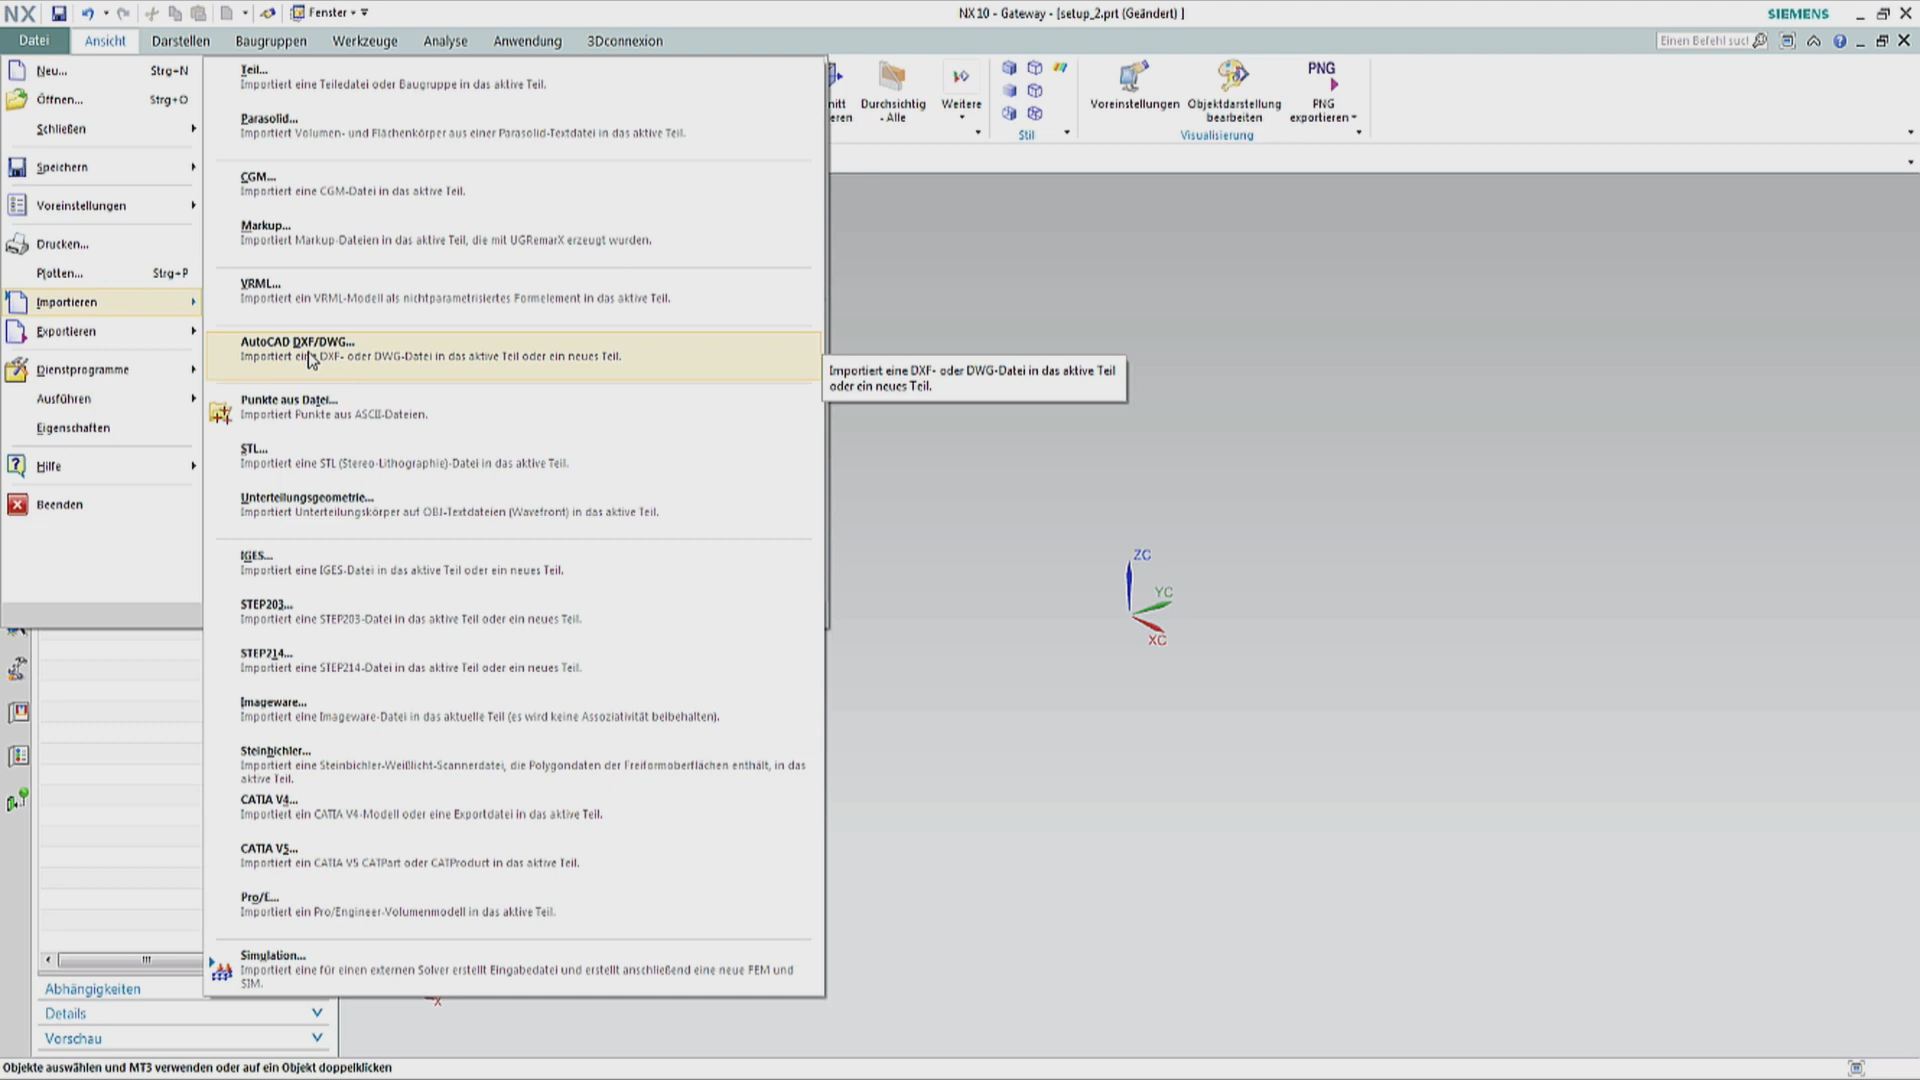 NX
Fenster
NX 10 - Gateway - [setup_2.prt (Geändert) ]
SIEMENS
Datei
Ansicht
Darstellen
Baugruppen
Werkzeuge
Analyse
Anwendung
3Dconnexion
Einen Befehl sucl
Neu... Strg+N
Öffnen... Strg+O
Schließen
Speichern
Voreinstellungen
Drucken...
Plotten... Strg+P
Importieren
Exportieren
Dienstprogramme
Ausführen
Eigenschaften
Hilfe
Beenden
Teil...
Importiert eine Teiledatei oder Baugruppe in das aktive Teil.
Parasolid...
Importiert Volumen- und Flächenkörper aus einer Parasolid-Textdatei in das aktive Teil.
CGM...
Importiert eine CGM-Datei in das aktive Teil.
Markup...
Importiert Markup-Dateien in das aktive Teil, die mit UGRemarX erzeugt wurden.
VRML...
Importiert ein VRML-Modell als nichtparametrisiertes Formelement in das aktive Teil.
AutoCAD DXF/DWG...
Importiert eine DXF- oder DWG-Datei in das aktive Teil oder ein neues Teil.
Punkte aus Datei...
Importiert Punkte aus ASCII-Dateien.
STL...
Importiert eine STL (Stereo-Lithographie)-Datei in das aktive Teil.
Unterteilungsgeometrie...
Importiert Unterteilungskörper auf OBJ-Textdateien (Wavefront) in das aktive Teil.
IGES...
Importiert eine IGES-Datei in das aktive Teil oder ein neues Teil.
STEP203...
Importiert eine STEP203-Datei in das aktive Teil oder ein neues Teil.
STEP214...
Importiert eine STEP214-Datei in das aktive Teil oder ein neues Teil.
Imageware...
Importiert eine Imageware-Datei in das aktuelle Teil (es wird keine Assoziativität beibehalten).
Steinbichler...
Importiert eine Steinbichler-Weißlicht-Scannerdatei, die Polygondaten der Freiformoberflächen enthält, in das
aktive Teil.
CATIA V4...
Importiert ein CATIA V4-Modell oder eine Exportdatei in das aktive Teil.
CATIA V5...
Importiert ein CATIA V5 CATPart oder CATProduct in das aktive Teil.
Pro/E...
Importiert ein Pro/Engineer-Volumenmodell in das aktive Teil.
Simulation...
Importiert eine für einen externen Solver erstellt Eingabedatei und erstellt anschließend eine neue FEM und
SIM.
nitt
eren
Durchsichtig
- Alle
Weitere
Stil
Voreinstellungen
Objektdarstellung
bearbeiten
PNG
PNG
exportieren
Visualisierung
Importiert eine DXF- oder DWG-Datei in das aktive Teil
oder ein neues Teil.
ZC
YC
XC
X
Abhängigkeiten
Details
Vorschau
Objekte auswählen und MT3 verwenden oder auf ein Objekt doppelklicken